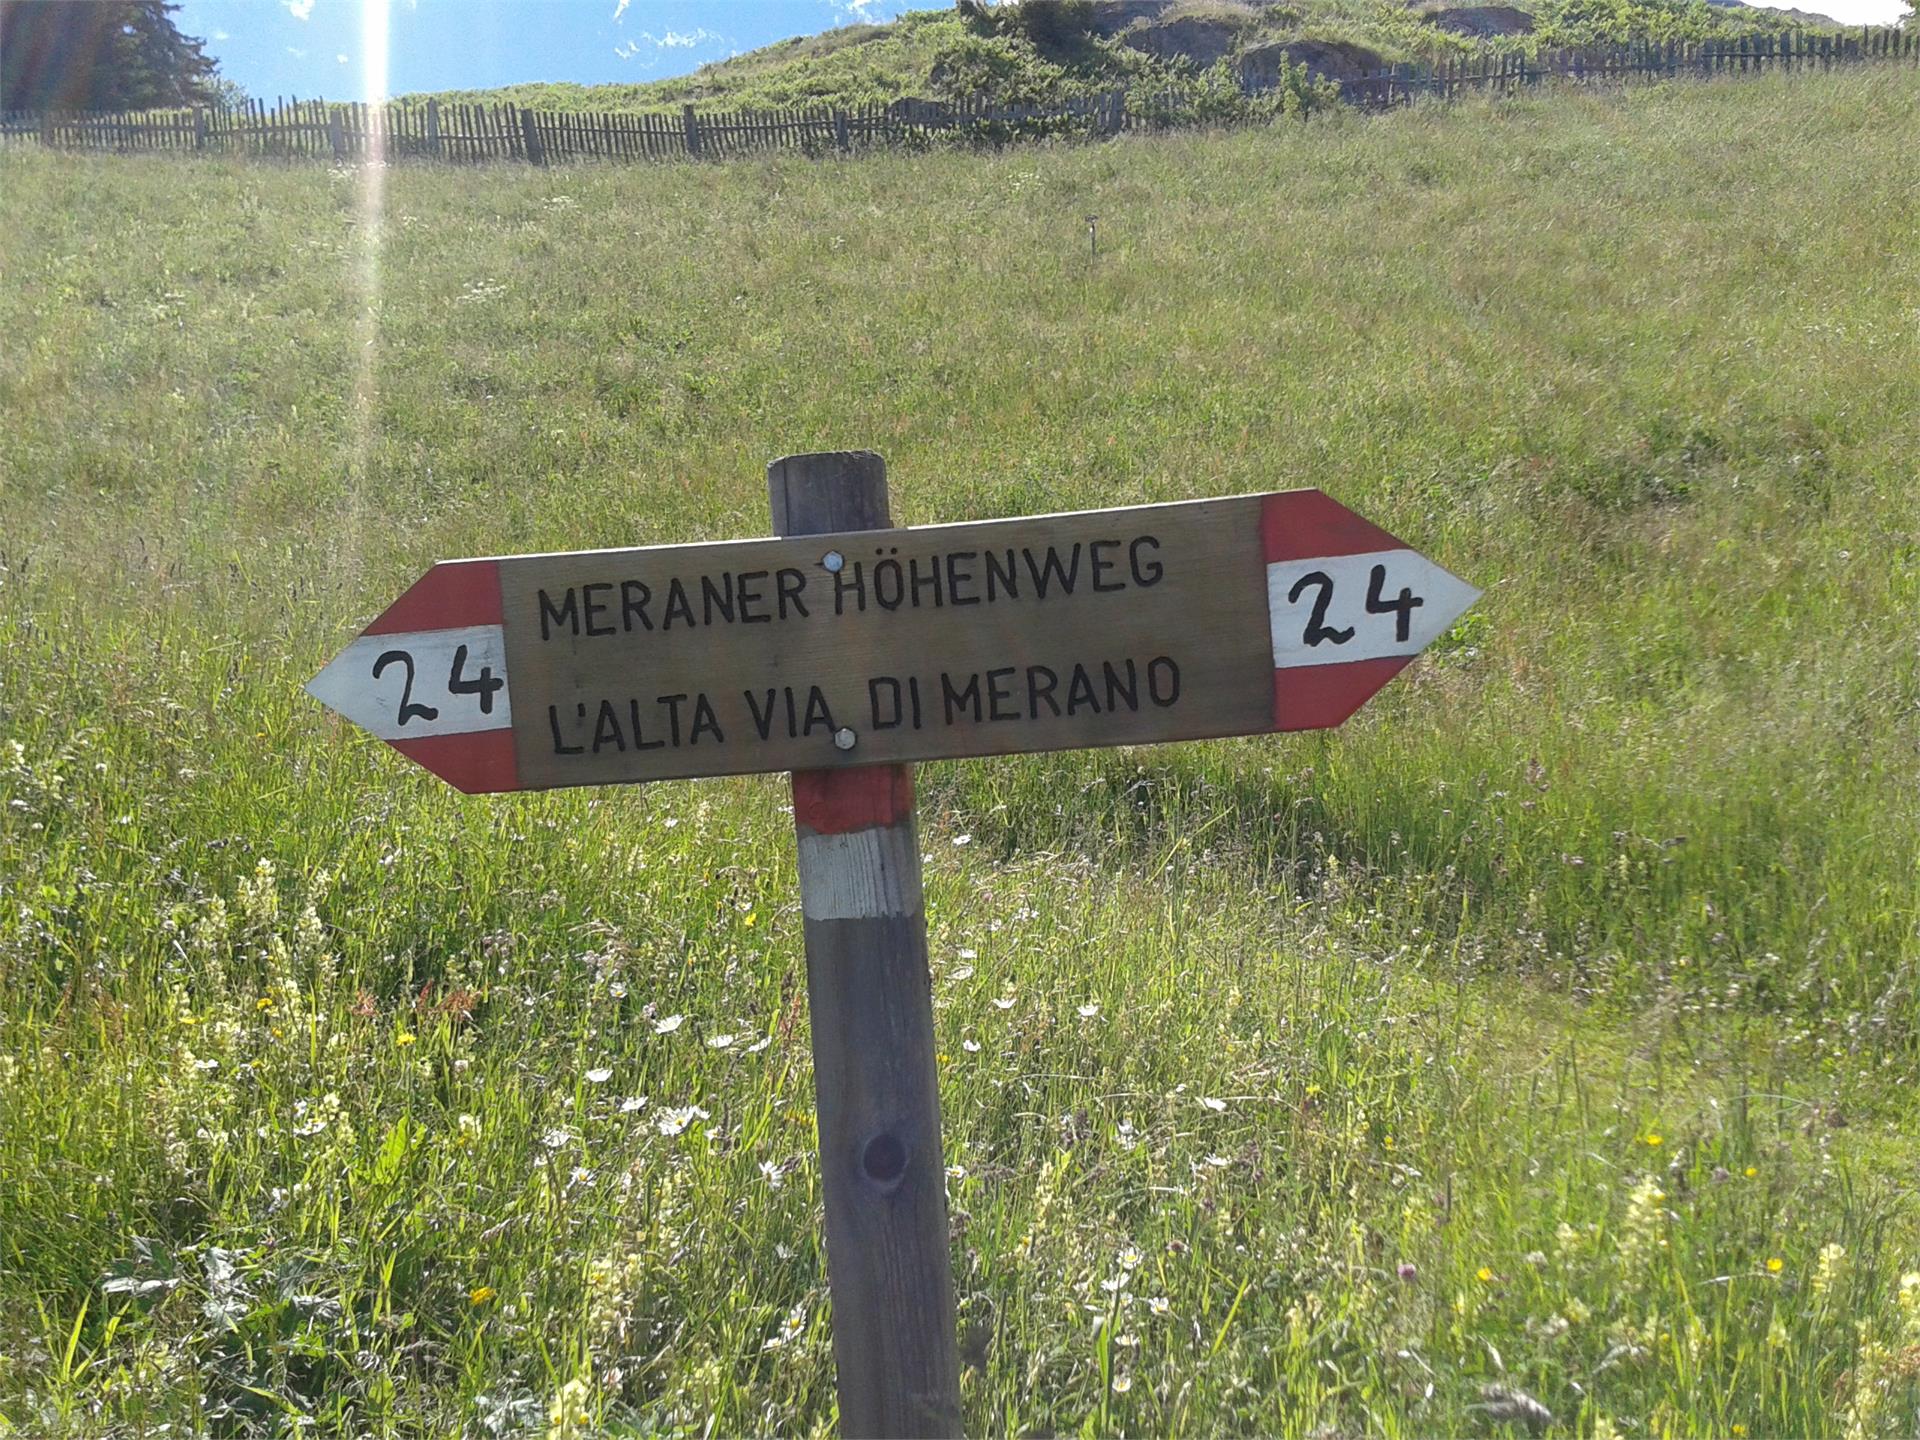 MERANER HÖHENWEG
24 24
L'ALTA VIA DI MERANO